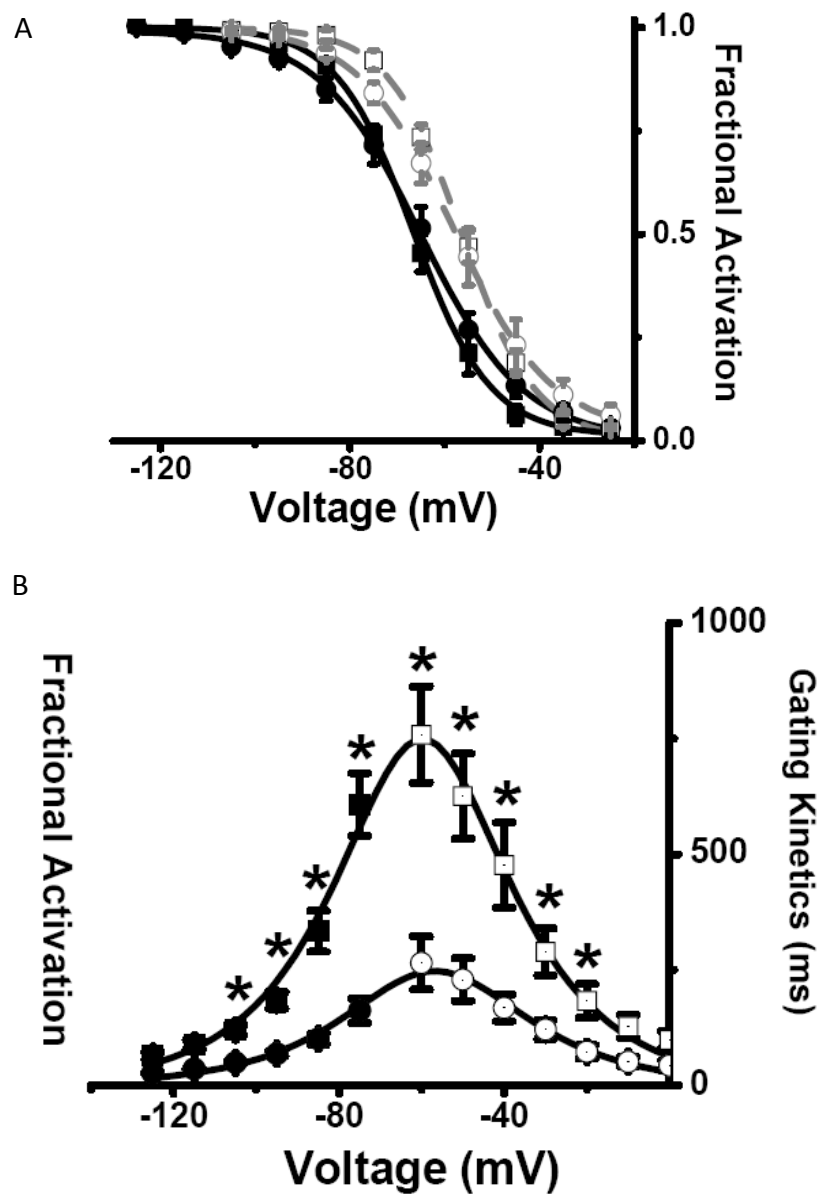 A
1.0
0.5
0.0
Fractional Activation
-120
-80
-40
Voltage (mV)
B
Fractional Activation
* * * * * * * * *
1000
500
0
Gating Kinetics (ms)
-120
-80
-40
Voltage (mV)